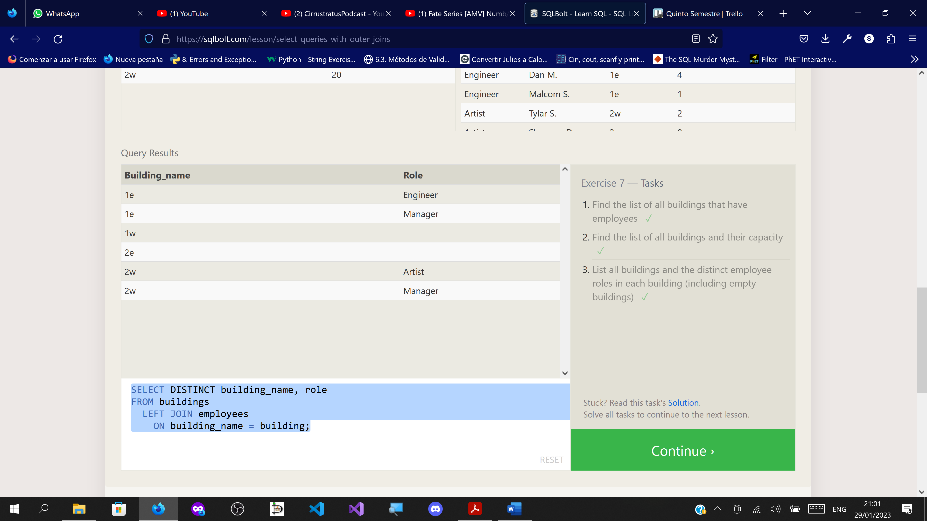 WhatsApp
(1) YouTube
(2) CirrustratusPodcast - Yo
(1) Fate Series [AMV] Numb
SQLBolt - Learn SQL - SQL L
Quinto Semestre | Trello
https://sqlbolt.com/lesson/select_queries_with_outer_joins
Comenzar a usar Firefox
Nueva pestaña
8. Errors and Exceptio...
Python - String Exercis...
6.3. Métodos de Valid...
Convertir Julios a Calo...
Cin, cout, scanf y print...
The SQL Murder Myst...
Filter
PhET Interactiv...
2w 20
Engineer Dan M. 1e 4
Engineer Malcom S. 1e 1
Artist Tylar S. 2w 2
Query Results
Building_name Role
1e Engineer
1e Manager
1w
2e
2w Artist
2w Manager
SELECT DISTINCT building_name, role
FROM buildings
LEFT JOIN employees
ON building_name = building;
RESET
Exercise 7 — Tasks
1. Find the list of all buildings that have
employees ✓
2. Find the list of all buildings and their capacity
✓
3. List all buildings and the distinct employee
roles in each building (including empty
buildings) ✓
Stuck? Read this task's Solution.
Solve all tasks to continue to the next lesson.
Continue ›
ENG
21:01
29/01/2023